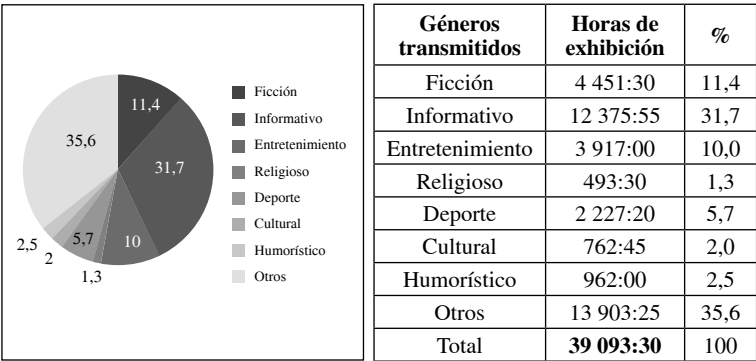 11,4
31,7
10
1,3
5,7
2
2,5
35,6
Ficción
Informativo
Entretenimiento
Religioso
Deporte
Cultural
Humorístico
Otros
Géneros transmitidos Horas de exhibición %
Ficción 4 451:30 11,4
Informativo 12 375:55 31,7
Entretenimiento 3 917:00 10,0
Religioso 493:30 1,3
Deporte 2 227:20 5,7
Cultural 762:45 2,0
Humorístico 962:00 2,5
Otros 13 903:25 35,6
Total 39 093:30 100